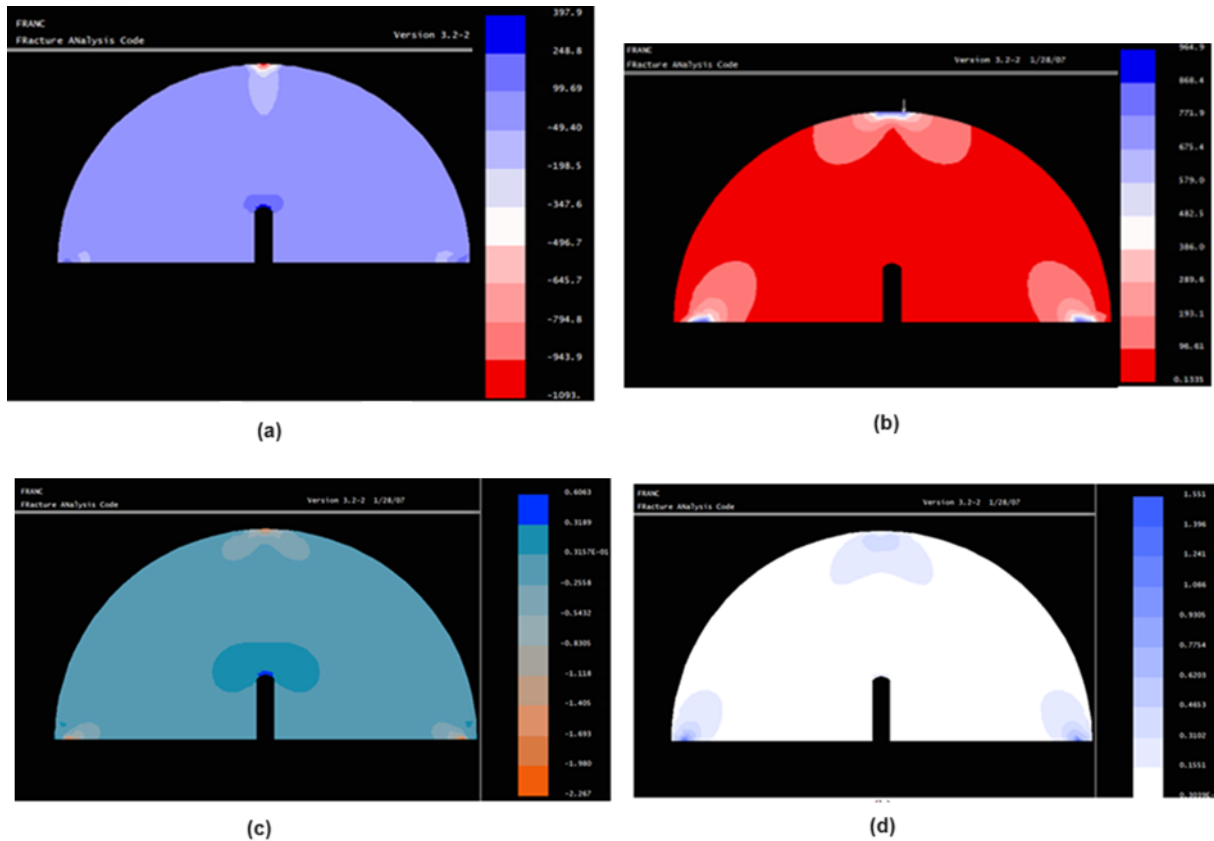 FRANC
FRacture ANalysis Code
Version 3.2-2
397.9
248.8
99.69
-49.40
-198.5
-347.6
-496.7
-645.7
-794.8
-943.9
-1093.
(a)
FRANC
FRacture ANalysis Code
Version 3.2-2 1/28/07
964.9
868.4
771.9
675.4
579.0
482.5
386.0
289.6
193.1
96.61
0.1335
(b)
FRANC
FRacture ANalysis Code
Version 3.2-2 1/28/07
0.6063
0.3189
0.3157E-01
-0.2558
-0.5432
-0.8305
-1.118
-1.405
-1.693
-1.980
-2.267
(c)
FRANC
FRacture ANalysis Code
Version 3.2-2 1/28/07
1.551
1.396
1.241
1.086
0.9305
0.7754
0.6203
0.4653
0.3102
0.1551
(d)